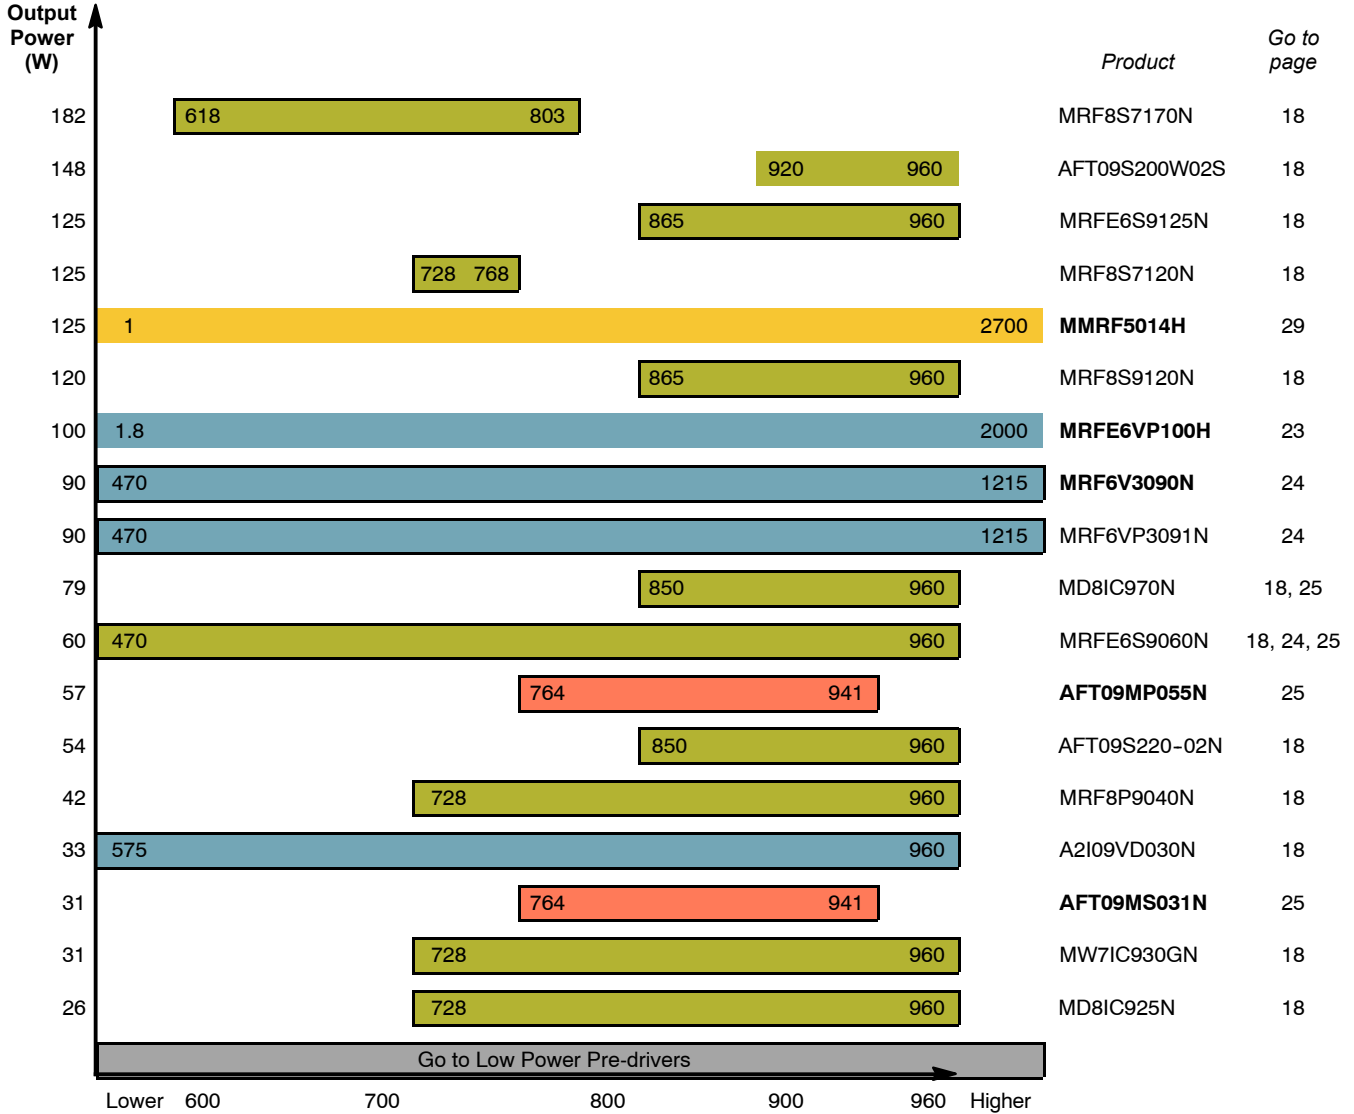 Output
Power
(W)
Product
Go to
page
182 618 803 MRF8S7170N 18
148 920 960 AFT09S200W02S 18
125 865 960 MRFE6S9125N 18
125 728 768 MRF8S7120N 18
125 1 2700 MMRF5014H 29
120 865 960 MRF8S9120N 18
100 1.8 2000 MRFE6VP100H 23
90 470 1215 MRF6V3090N 24
90 470 1215 MRF6VP3091N 24
79 850 960 MD8IC970N 18, 25
60 470 960 MRFE6S9060N 18, 24, 25
57 764 941 AFT09MP055N 25
54 850 960 AFT09S220-02N 18
42 728 960 MRF8P9040N 18
33 575 960 A2I09VD030N 18
31 764 941 AFT09MS031N 25
31 728 960 MW7IC930GN 18
26 728 960 MD8IC925N 18
Go to Low Power Pre-drivers
Lower 600 700 800 900 960 Higher